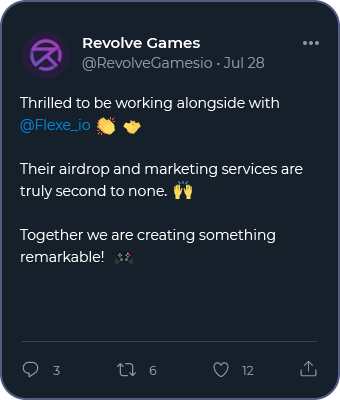 Revolve Games
@RevolveGamesio · Jul 28
Thrilled to be working alongside with
@Flexe_io 👏 🤝
Their airdrop and marketing services are
truly second to none. 🙌
Together we are creating something
remarkable! 🎮
3 6 12